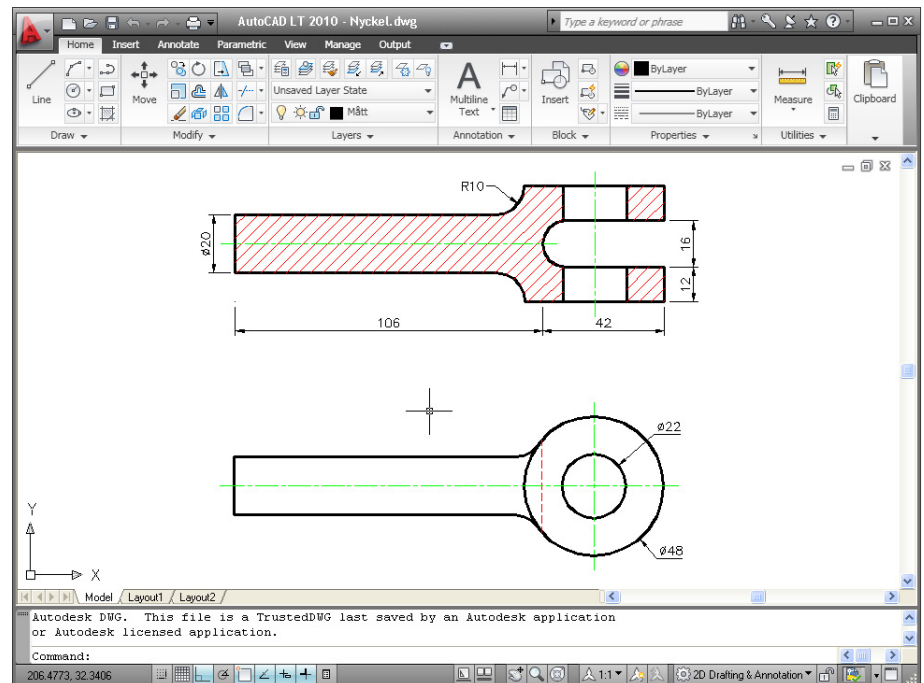 AutoCAD LT 2010 - Nyckel.dwg
Type a keyword or phrase
Home Insert Annotate Parametric View Manage Output
Line
Move
Unsaved Layer State
Mått
Multiline
Text
Insert
ByLayer
ByLayer
ByLayer
Measure
Clipboard
Draw Modify Layers Annotation Block Properties Utilities
R10
ø20
16
12
106
42
ø22
ø48
Y
X
Model Layout1 Layout2
Autodesk DWG. This file is a TrustedDWG last saved by an Autodesk application
or Autodesk licensed application.
Command:
206.4773, 32.3406
1:1
2D Drafting & Annotation